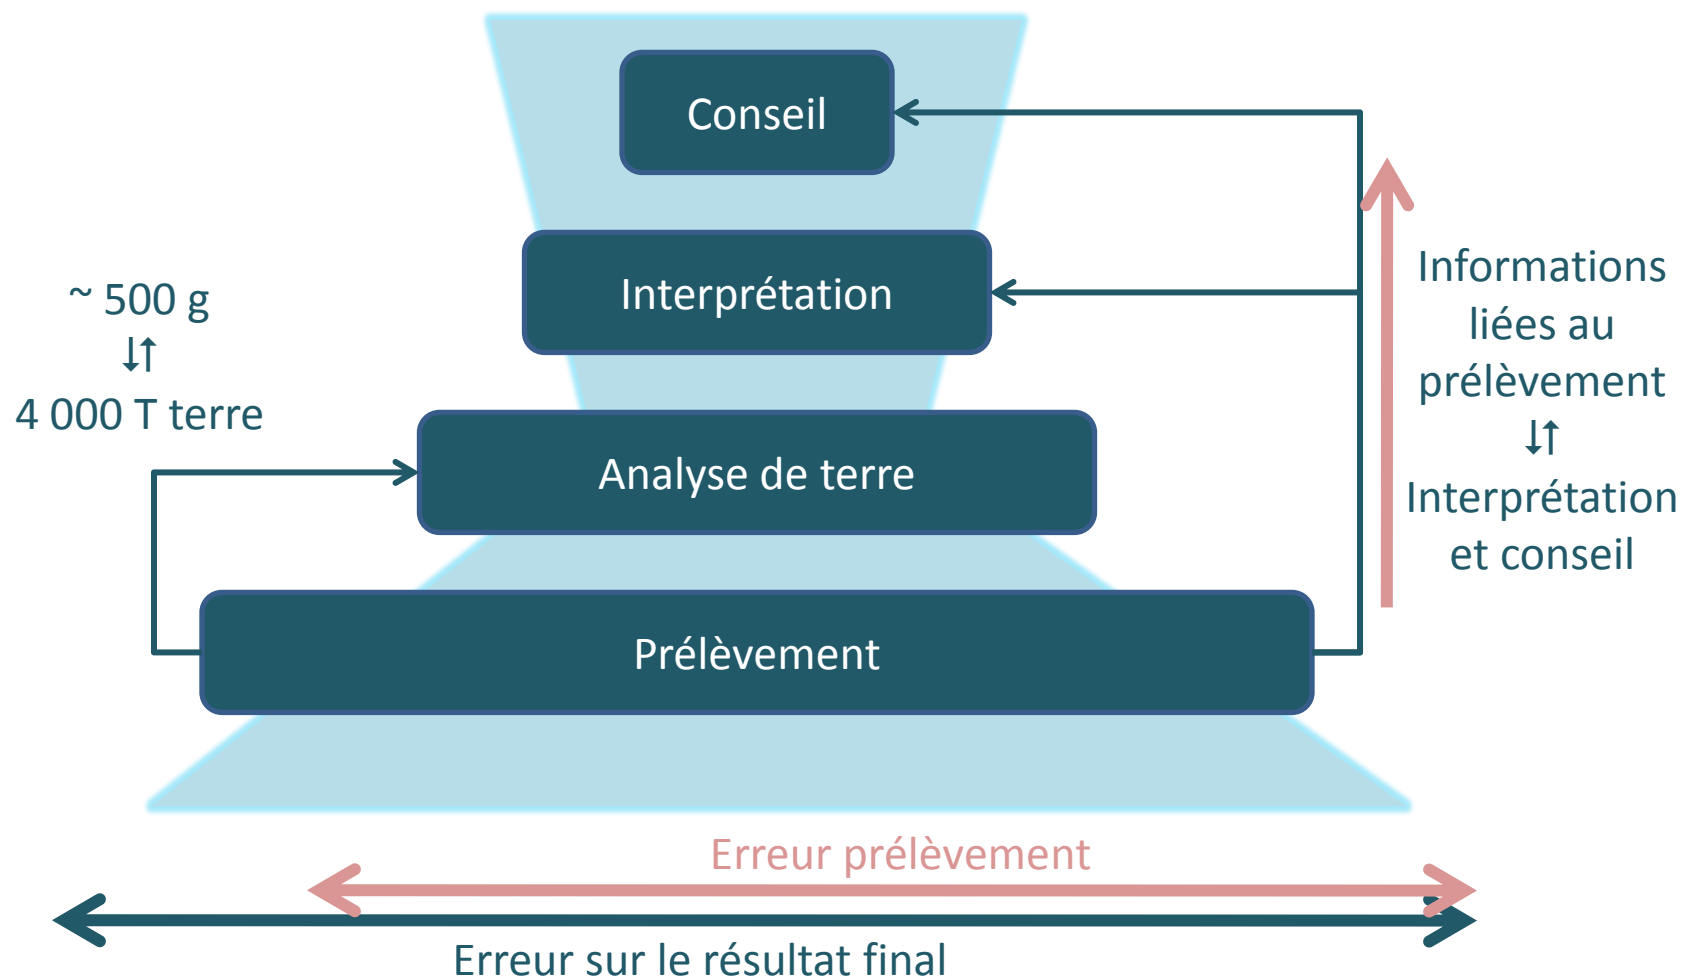 Conseil
Interprétation
Analyse de terre
Prélèvement
~ 500 g
↓↑
4 000 T terre
Informations
liées au
prélèvement
↓↑
Interprétation
et conseil
Erreur prélèvement
Erreur sur le résultat final